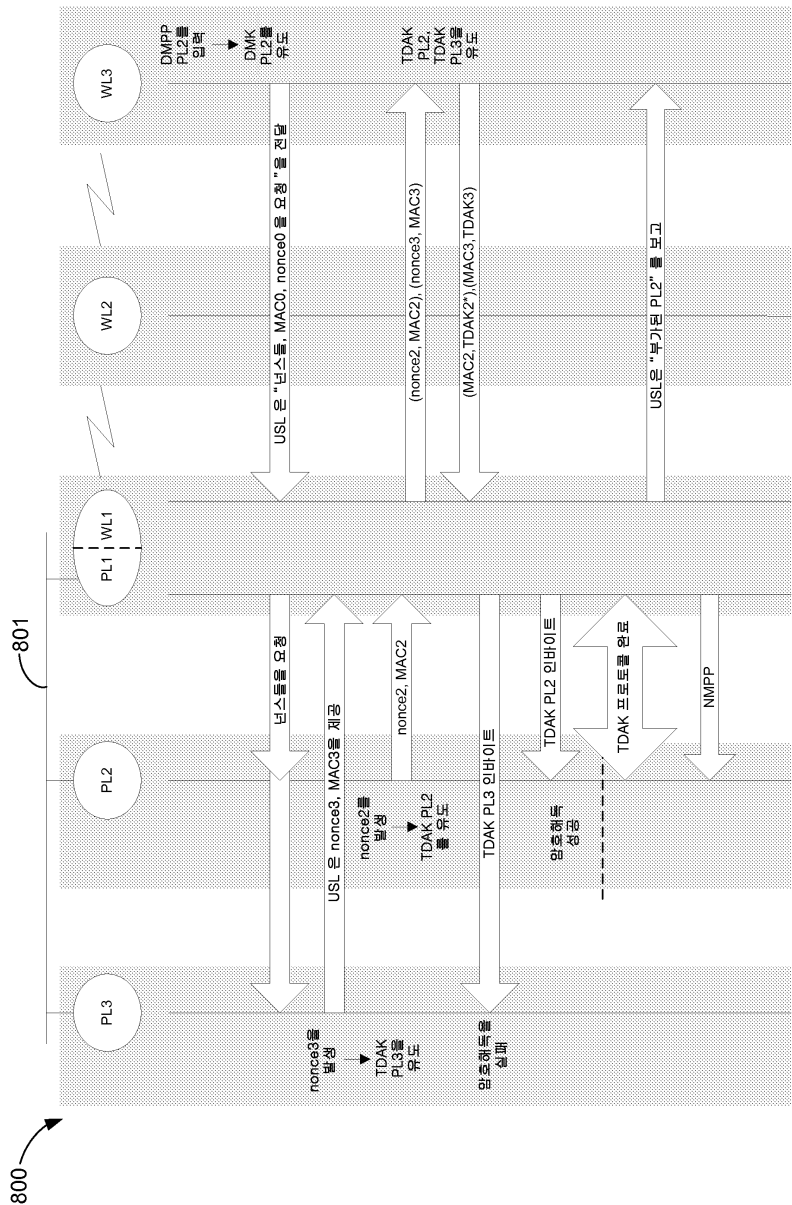 800
801
PL3
PL2
PL1
WL1
WL2
WL3
DMPP
PL2를
입력
DMK
PL2를
유도
넌스들을 요청
USL 은 “넌스들, MAC0, nonce0 을 요청 ” 을 전달
nonce3을
발생
TDAK
PL3을
유도
USL 은 nonce3, MAC3을 제공
nonce2를
발생
TDAK PL2
를 유도
nonce2, MAC2
(nonce2, MAC2), (nonce3, MAC3)
TDAK
PL2,
TDAK
PL3을
유도
(MAC2,TDAK2*),(MAC3,TDAK3)
암호해독을
실패
TDAK PL3 인바이트
TDAK PL2 인바이트
암호해독
성공
TDAK 프로토콜 완료
USL은 “부가된 PL2” 를 보고
NMPP